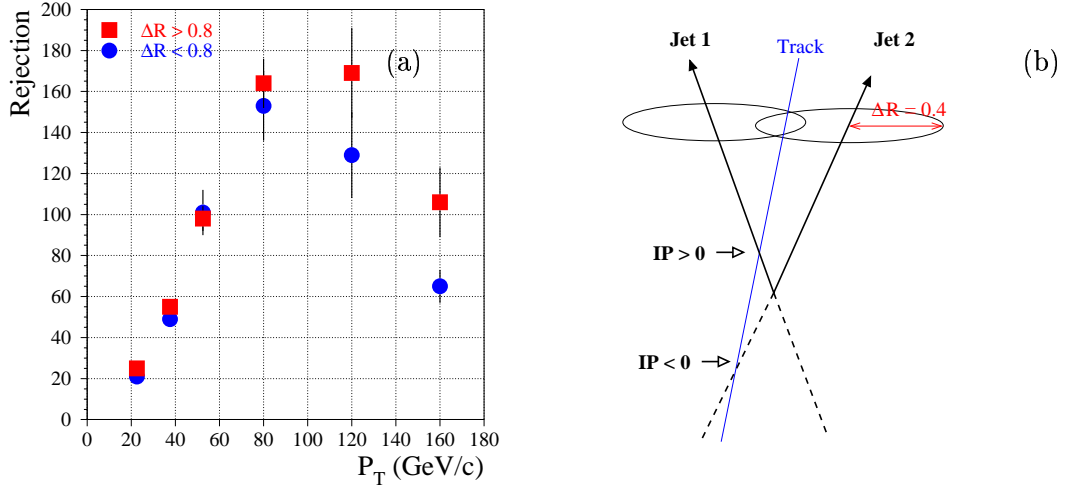 200
180
160
140
120
100
80
60
40
20
0
Rejection
ΔR > 0.8
ΔR < 0.8
(a)
0 20 40 60 80 100 120 140 160 180
P_T (GeV/c)
Jet 1
Track
Jet 2
(b)
ΔR = 0.4
IP > 0
IP < 0